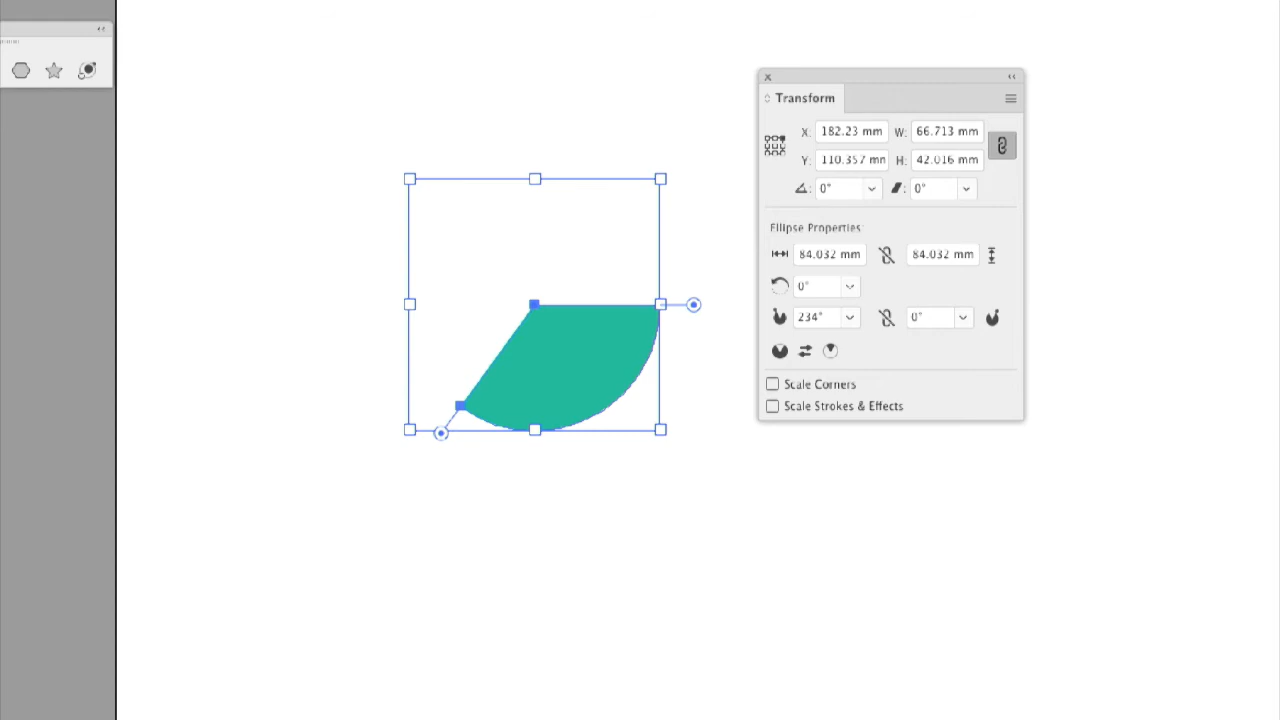 Transform
X: 182.23 mm W: 66.713 mm
Y: 110.357 mm H: 42.016 mm
0° 0°
Ellipse Properties:
84.032 mm 84.032 mm
0°
234° 0°
Scale Corners
Scale Strokes & Effects